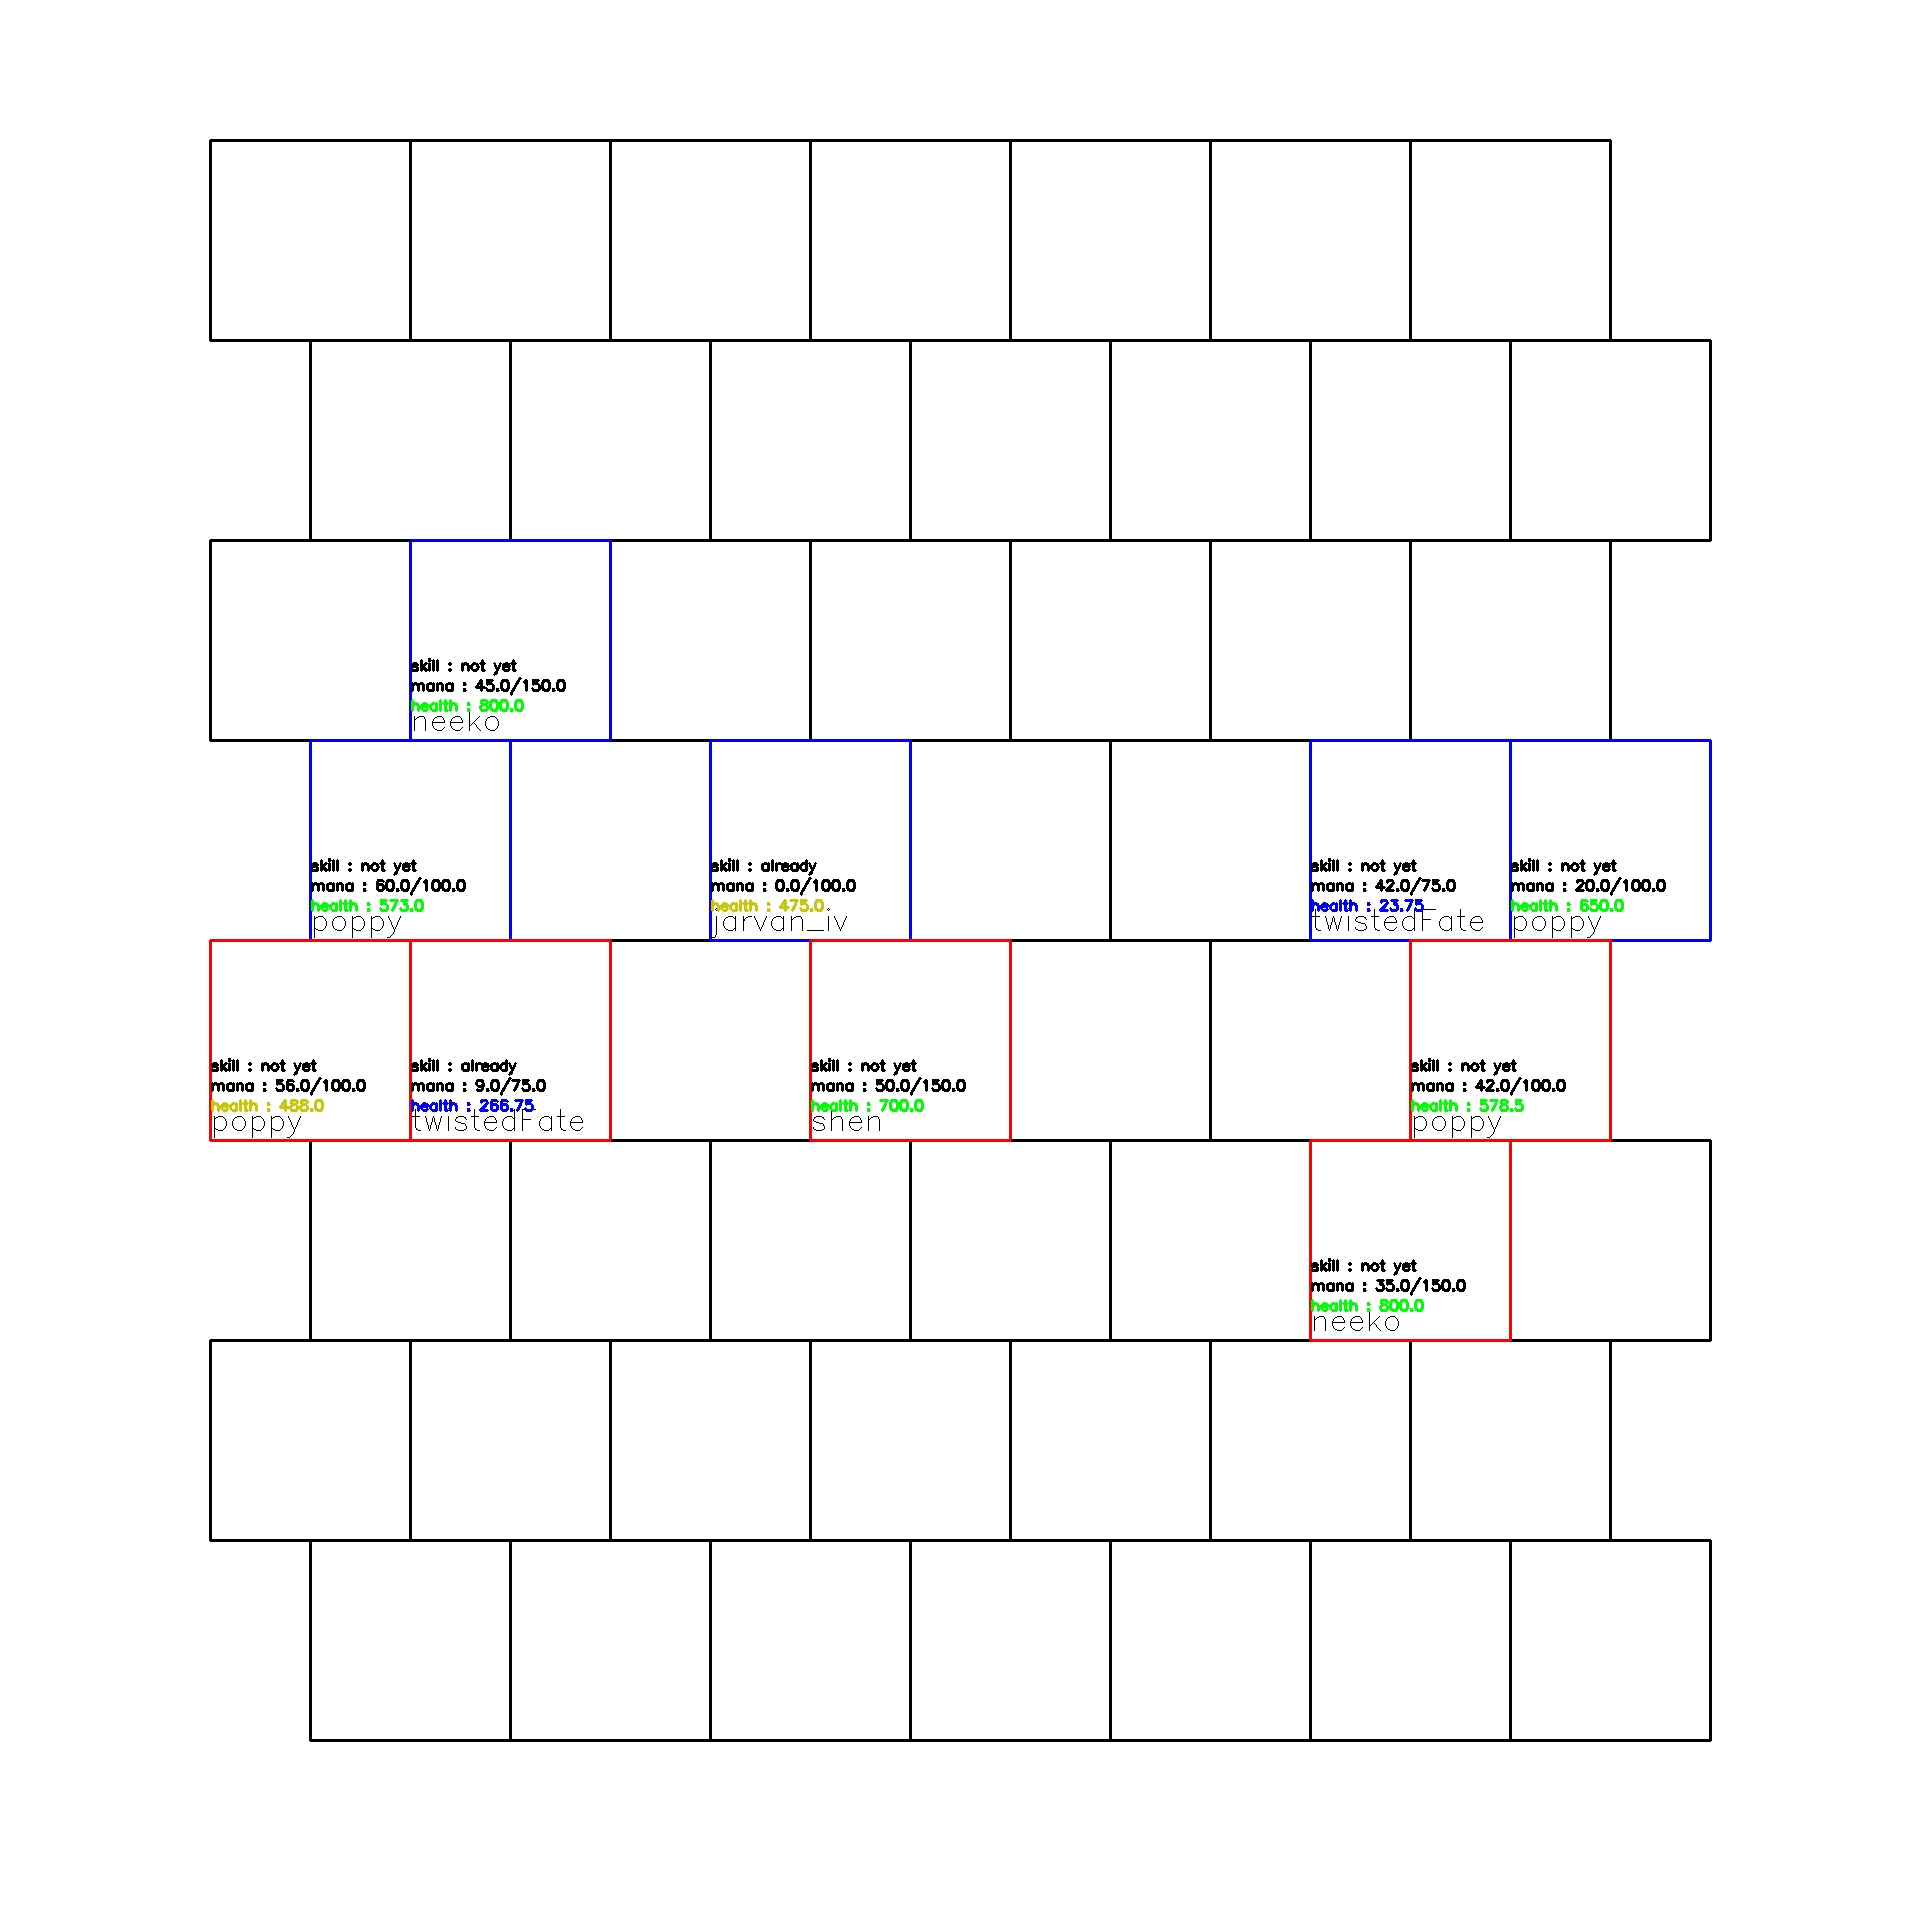 skill : not yet
mana : 45.0/150.0
health : 800.0
neeko
skill : not yet
mana : 60.0/100.0
health : 573.0
poppy
skill : already
mana : 0.0/100.0
health : 475.0
jarvan_iv
skill : not yet
mana : 42.0/75.0
health : 23.75
twistedFate
skill : not yet
mana : 20.0/100.0
health : 650.0
poppy
skill : not yet
mana : 56.0/100.0
health : 488.0
poppy
skill : already
mana : 9.0/75.0
health : 266.75
twistedFate
skill : not yet
mana : 50.0/150.0
health : 700.0
shen
skill : not yet
mana : 42.0/100.0
health : 578.5
poppy
skill : not yet
mana : 35.0/150.0
health : 800.0
neeko